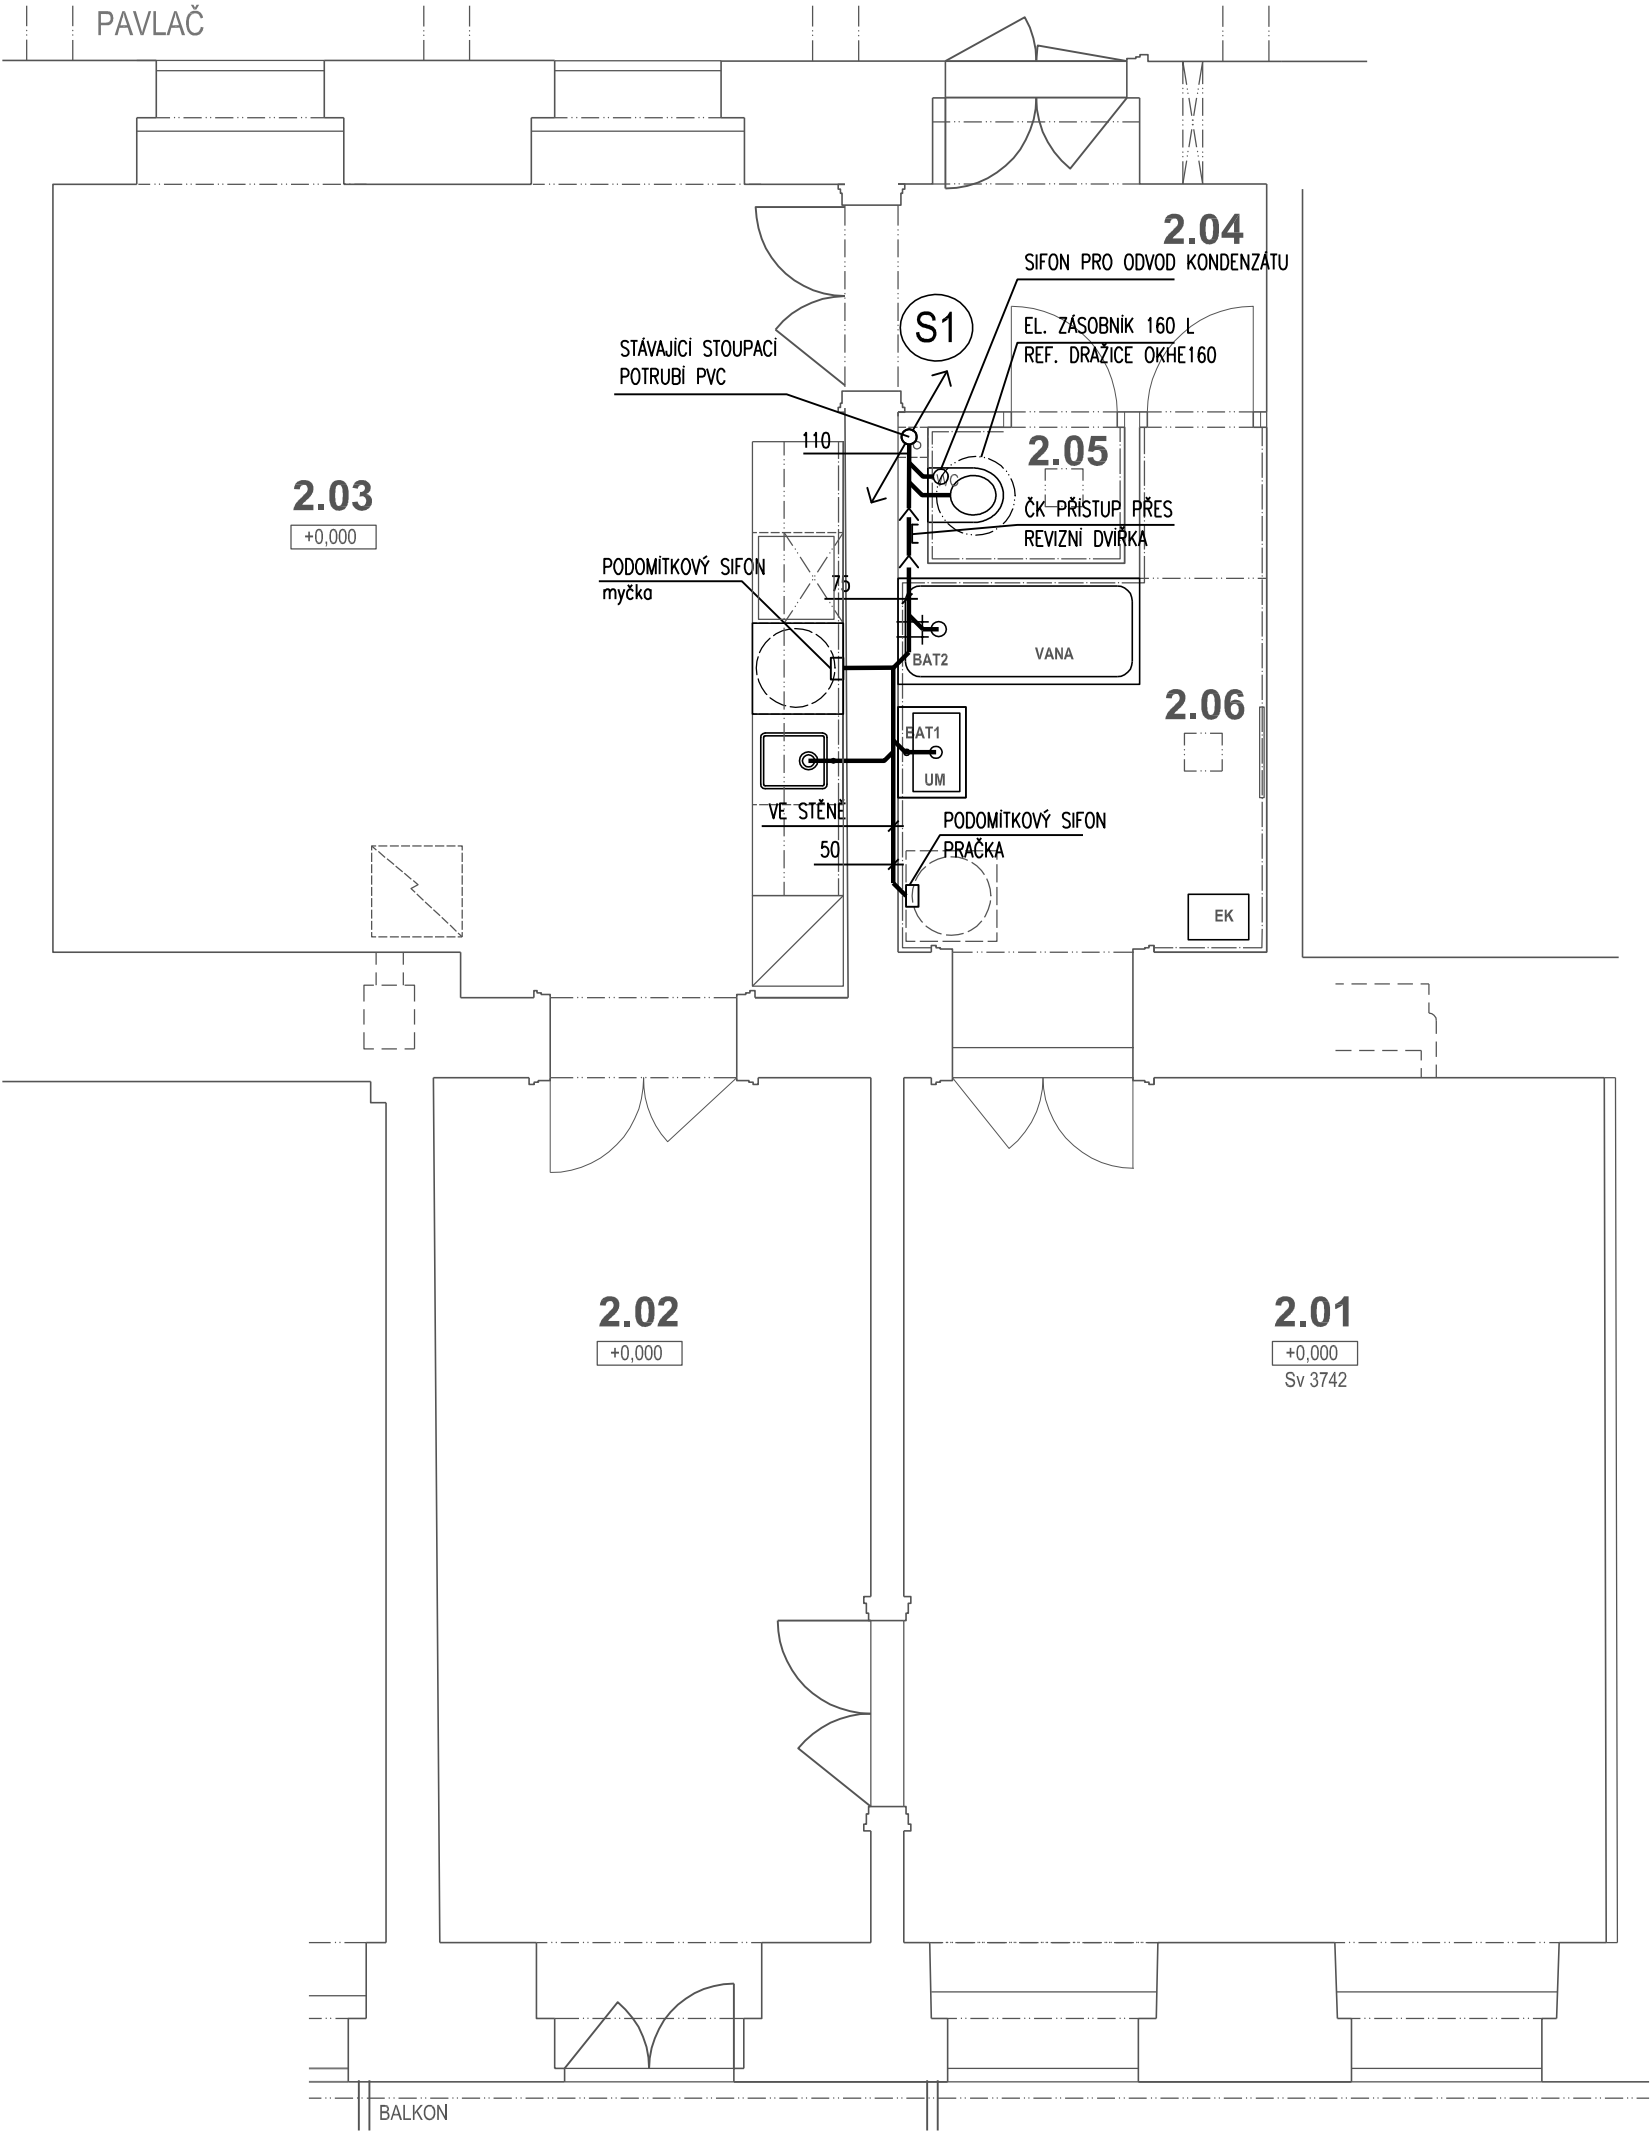 PAVLAČ
2.04
SIFON PRO ODVOD KONDENZÁTU
S1
EL. ZÁSOBNÍK 160 L
REF. DRAŽICE OKHE160
STÁVAJÍCÍ STOUPACÍ
POTRUBÍ PVC
110
2.05
WC
2.03
+0,000
ČK PŘÍSTUP PŘES
REVIZNÍ DVÍŘKA
PODOMÍTKOVÝ SIFON
myčka
75
BAT2
VANA
2.06
BAT1
UM
VE STĚNĚ
50
PODOMÍTKOVÝ SIFON
PRAČKA
EK
2.02
+0,000
2.01
+0,000
Sv 3742
BALKON